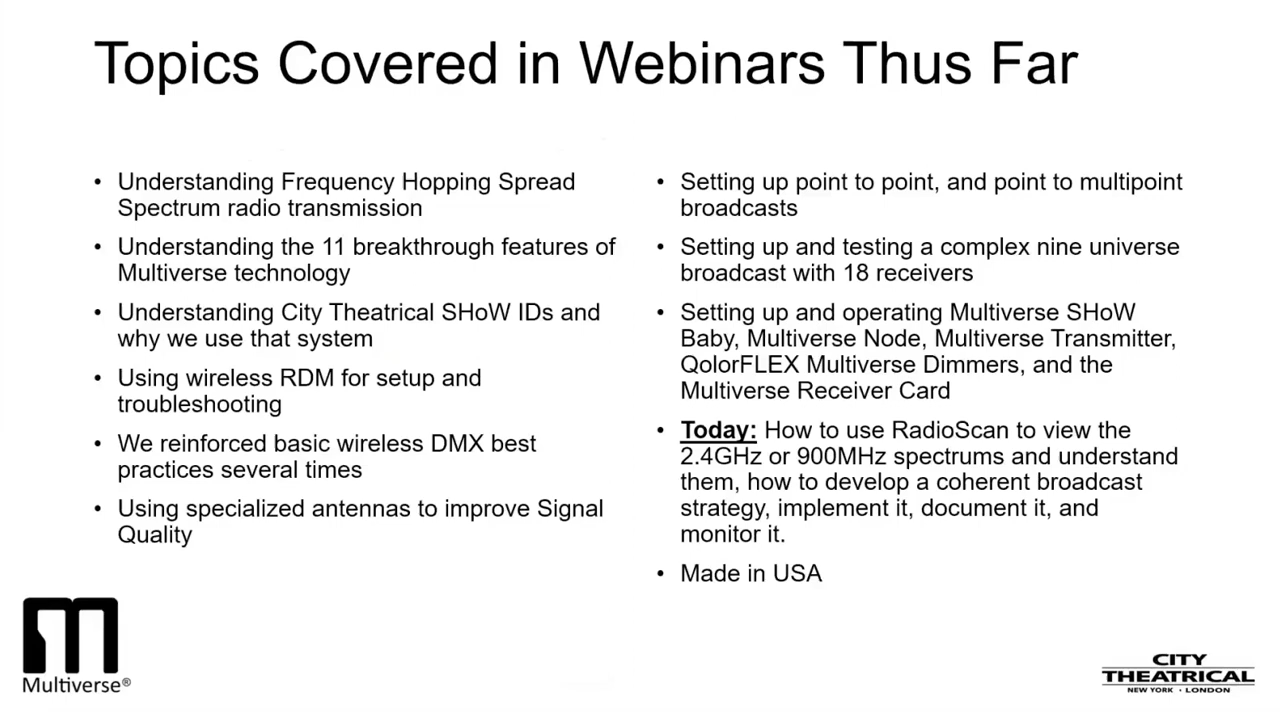 Topics Covered in Webinars Thus Far
• Understanding Frequency Hopping Spread
Spectrum radio transmission
• Understanding the 11 breakthrough features of
Multiverse technology
• Understanding City Theatrical SHoW IDs and
why we use that system
• Using wireless RDM for setup and
troubleshooting
• We reinforced basic wireless DMX best
practices several times
• Using specialized antennas to improve Signal
Quality
• Setting up point to point, and point to multipoint
broadcasts
• Setting up and testing a complex nine universe
broadcast with 18 receivers
• Setting up and operating Multiverse SHoW
Baby, Multiverse Node, Multiverse Transmitter,
QolorFLEX Multiverse Dimmers, and the
Multiverse Receiver Card
• Today: How to use RadioScan to view the
2.4GHz or 900MHz spectrums and understand
them, how to develop a coherent broadcast
strategy, implement it, document it, and
monitor it.
• Made in USA
Multiverse®
CITY
THEATRICAL
NEW YORK • LONDON